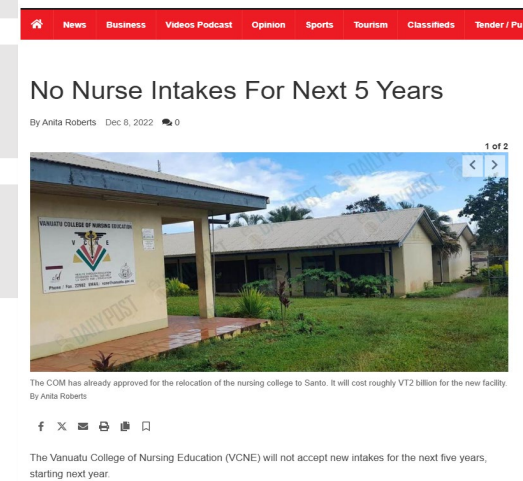 News Business Videos Podcast Opinion Sports Tourism Classifieds Tender / Pu
No Nurse Intakes For Next 5 Years
By Anita Roberts Dec 8, 2022 0
1 of 2
VANUATU COLLEGE OF NURSING EDUCATION
V C N E
DAILYPOST
The COM has already approved for the relocation of the nursing college to Santo. It will cost roughly VT2 billion for the new facility.
By Anita Roberts
The Vanuatu College of Nursing Education (VCNE) will not accept new intakes for the next five years,
starting next year.